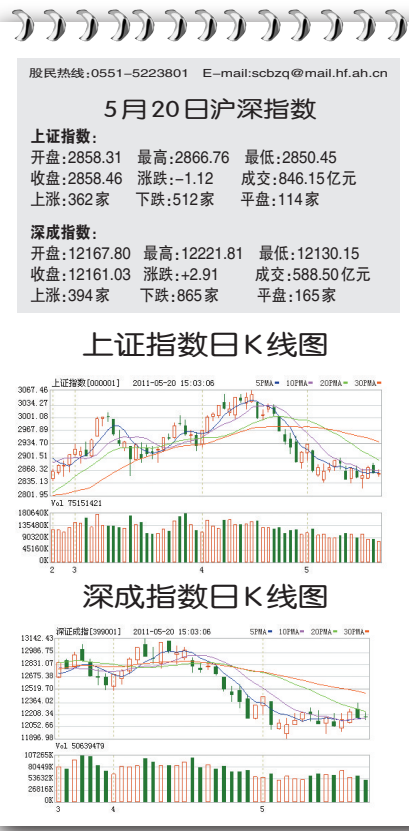 股民热线:0551-5223801 E-mail:scbzq@mail.hf.ah.cn
5月20日沪深指数
上证指数:
开盘:2858.31 最高:2866.76 最低:2850.45
收盘:2858.46 涨跌:-1.12 成交:846.15亿元
上涨:362家 下跌:512家 平盘:114家
深成指数:
开盘:12167.80 最高:12221.81 最低:12130.15
收盘:12161.03 涨跌:+2.91 成交:588.50亿元
上涨:394家 下跌:865家 平盘:165家
上证指数日K线图
上证指数[000001] 2011-05-20 15:03:06 5PMA 10PMA 20PMA 30PMA
3067.46
3034.27
3001.08
2967.89
2934.70
2901.51
2868.32
2835.13
2801.95
Vol 75151421
180640X
135480X
90320X
45160X
0X
2 3 4 5
深成指数日K线图
深证成指[399001] 2011-05-20 15:03:06 5PMA 10PMA 20PMA 30PMA
13142.43
12986.75
12831.07
12675.38
12519.70
12364.02
12208.34
12052.66
11896.98
Vol 50639479
107265X
80449X
53632X
26816X
0X
3 4 5